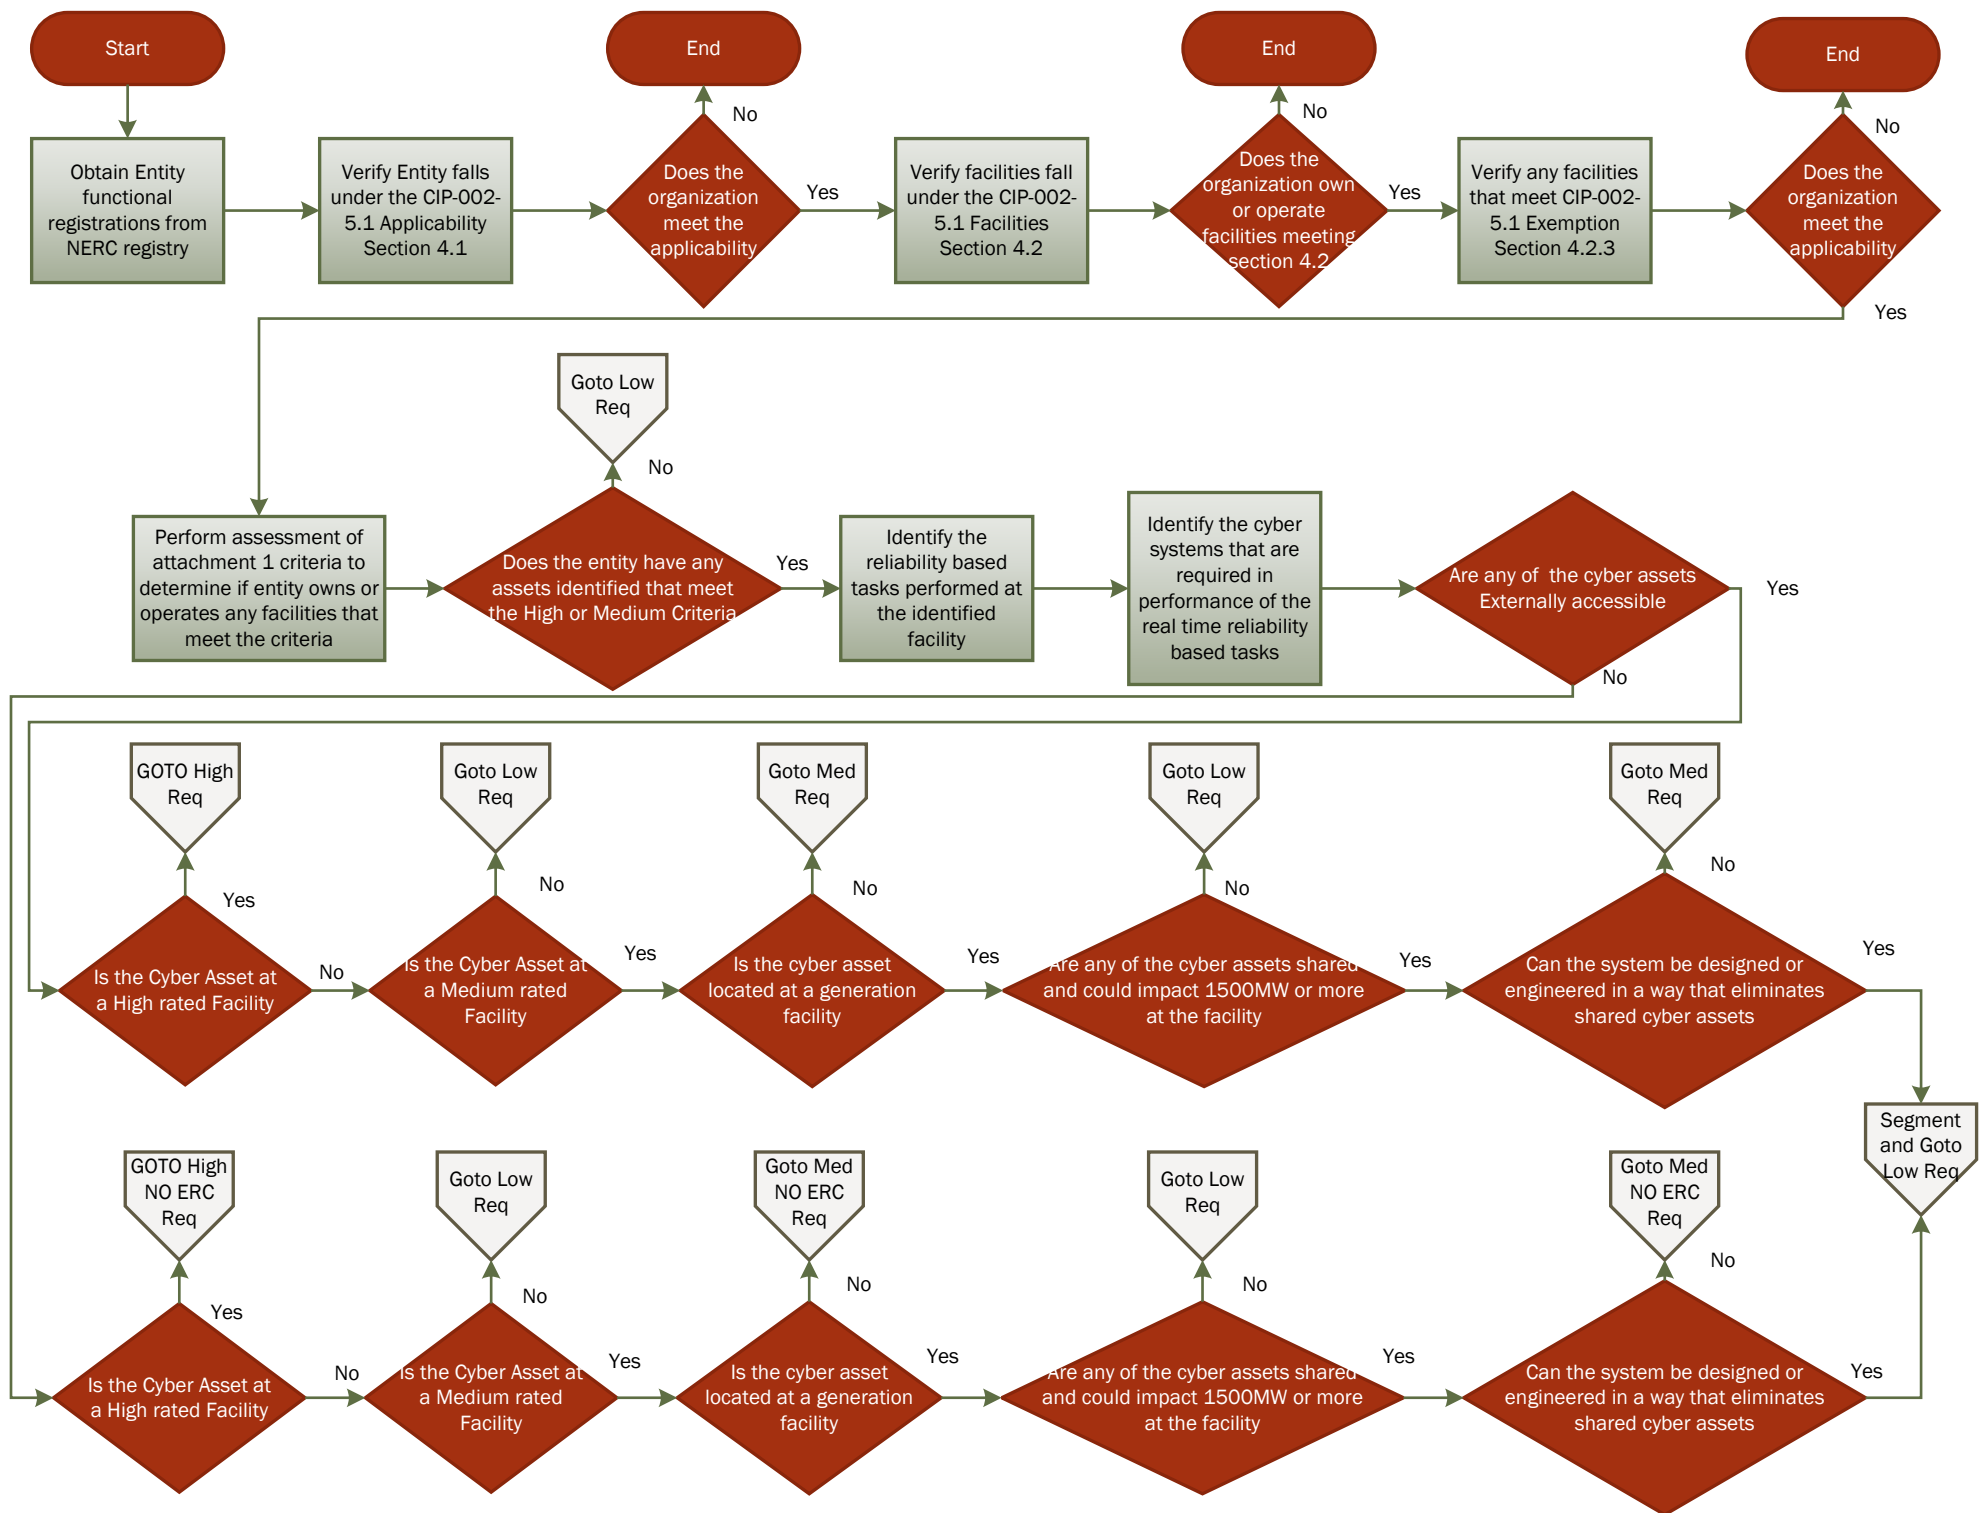 Start
End
End
End
No
No
No
Obtain Entity
functional
registrations from
NERC registry
Verify Entity falls
under the CIP-002-
5.1 Applicability
Section 4.1
Does the
organization
meet the
applicability
Yes
Verify facilities fall
under the CIP-002-
5.1 Facilities
Section 4.2
Does the
organization own
or operate
facilities meeting
section 4.2
Yes
Verify any facilities
that meet CIP-002-
5.1 Exemption
Section 4.2.3
Does the
organization
meet the
applicability
Yes
Goto Low
Req
No
Perform assessment of
attachment 1 criteria to
determine if entity owns or
operates any facilities that
meet the criteria
Does the entity have any
assets identified that meet
the High or Medium Criteria
Yes
Identify the
reliability based
tasks performed at
the identified
facility
Identify the cyber
systems that are
required in
performance of the
real time reliability
based tasks
Are any of  the cyber assets
Externally accessible
Yes
No
GOTO High
Req
Goto Low
Req
Goto Med
Req
Goto Low
Req
Goto Med
Req
Yes
No
No
No
No
Is the Cyber Asset at
a High rated Facility
No
Is the Cyber Asset at
a Medium rated
Facility
Yes
Is the cyber asset
located at a generation
facility
Yes
Are any of the cyber assets shared
and could impact 1500MW or more
at the facility
Yes
Can the system be designed or
engineered in a way that eliminates
shared cyber assets
Yes
Segment
and Goto
Low Req
GOTO High
NO ERC
Req
Goto Low
Req
Goto Med
NO ERC
Req
Goto Low
Req
Goto Med
NO ERC
Req
Yes
No
No
No
No
Is the Cyber Asset at
a High rated Facility
No
Is the Cyber Asset at
a Medium rated
Facility
Yes
Is the cyber asset
located at a generation
facility
Yes
Are any of the cyber assets shared
and could impact 1500MW or more
at the facility
Yes
Can the system be designed or
engineered in a way that eliminates
shared cyber assets
Yes